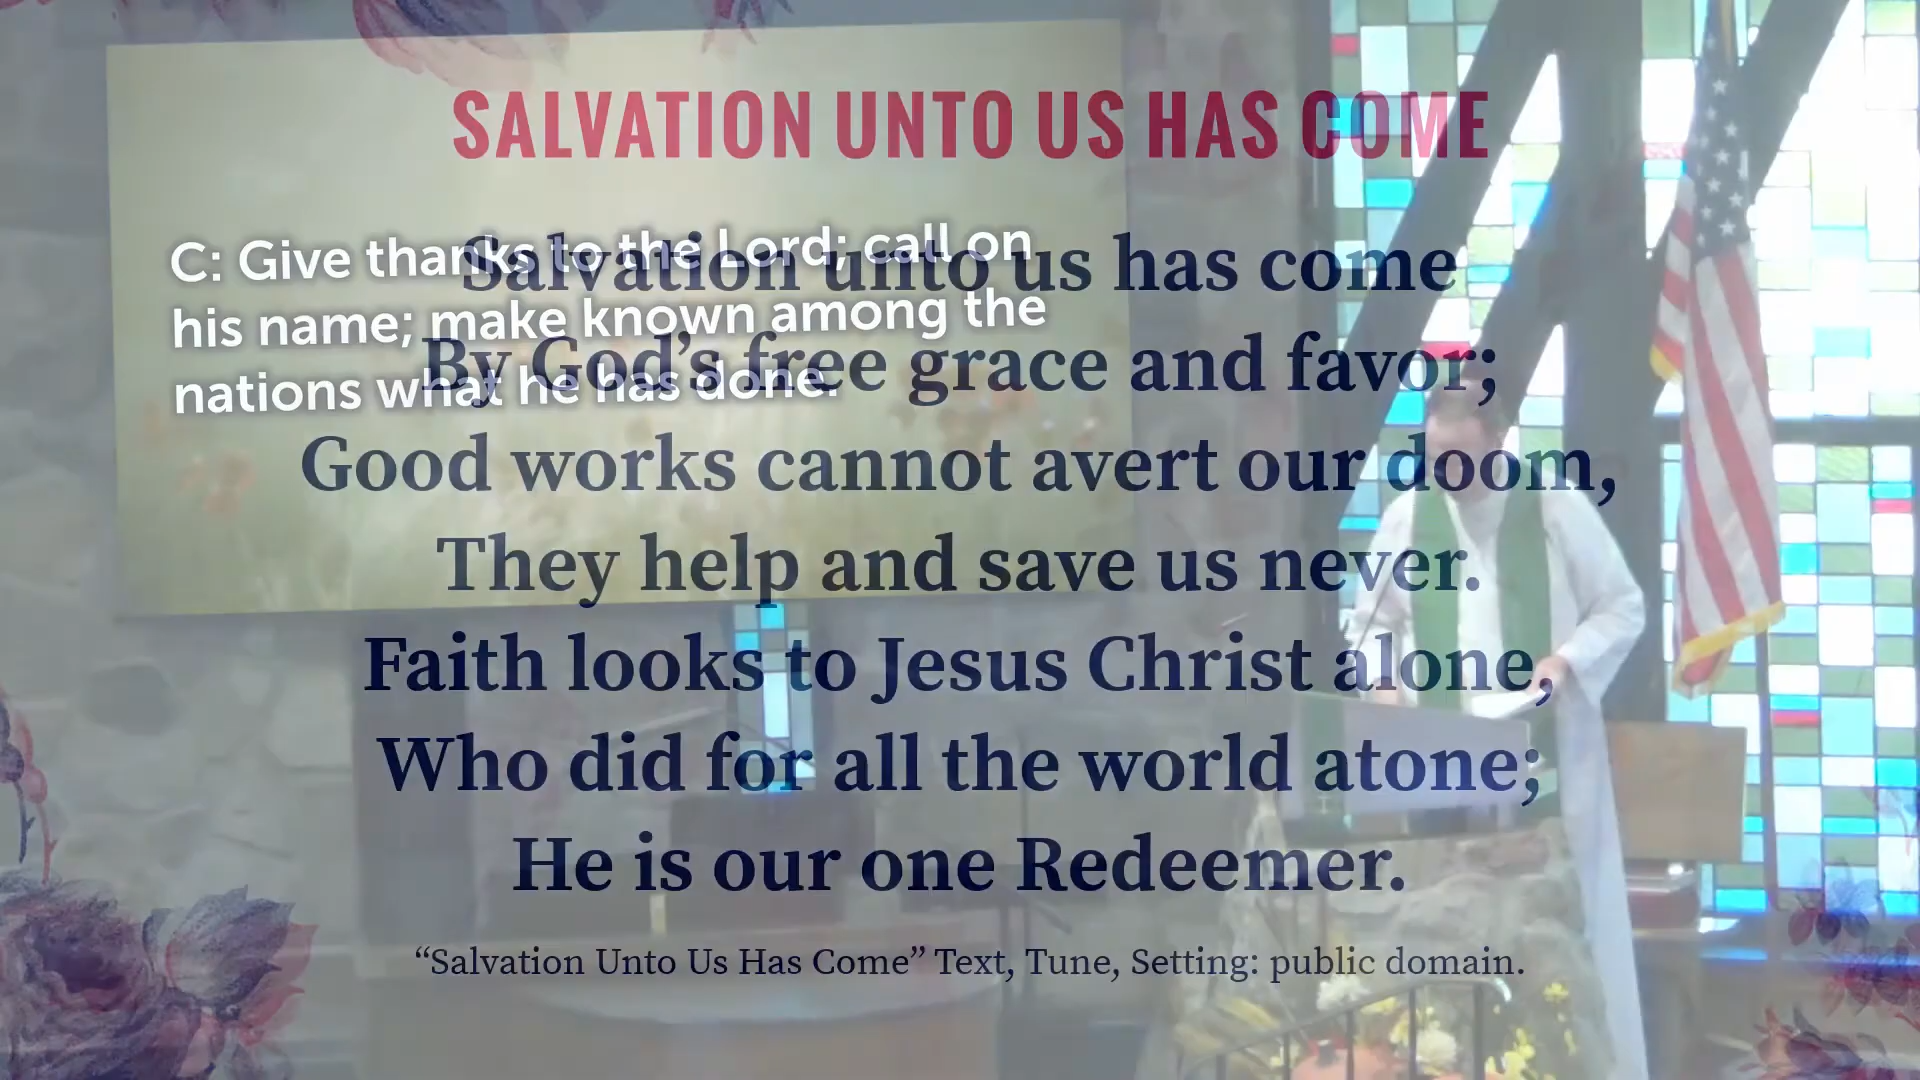 SALVATION UNTO US HAS COME
C: Give thanks to the Lord; call on
his name; make known among the
nations what he has done.
Salvation unto us has come
By God’s free grace and favor;
Good works cannot avert our doom,
They help and save us never.
Faith looks to Jesus Christ alone,
Who did for all the world atone;
He is our one Redeemer.
“Salvation Unto Us Has Come” Text, Tune, Setting: public domain.